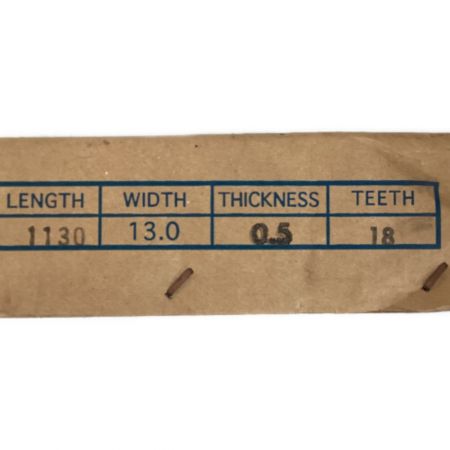 LENGTH WIDTH THICKNESS TEETH
1130 13.0 0.5 18